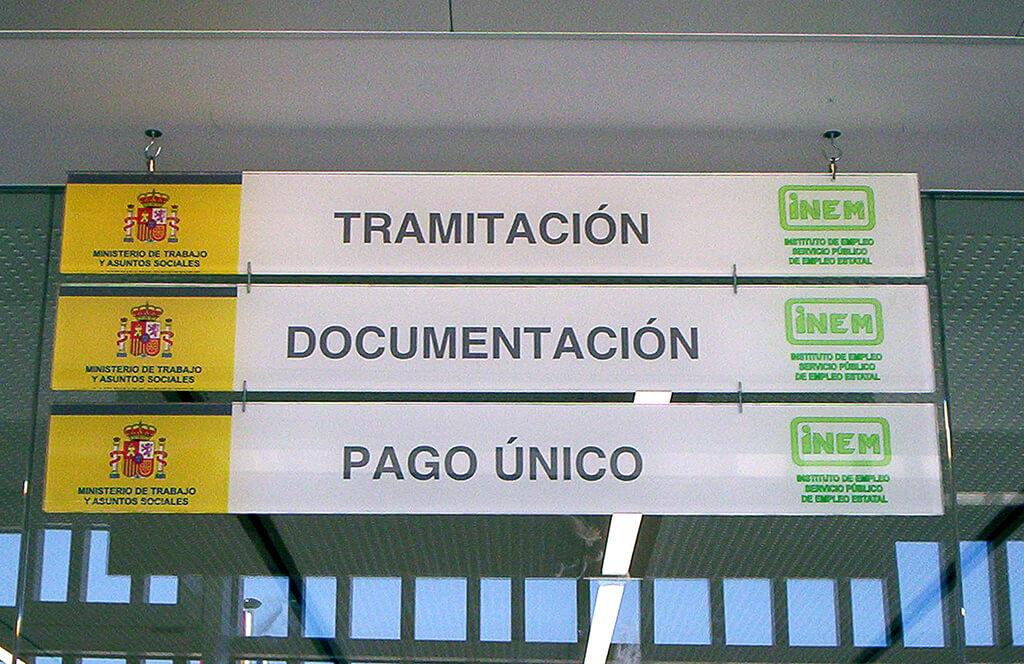 MINISTERIO DE TRABAJO
Y ASUNTOS SOCIALES
TRAMITACIÓN
iNEM
INSTITUTO DE EMPLEO
SERVICIO PÚBLICO
DE EMPLEO ESTATAL
MINISTERIO DE TRABAJO
Y ASUNTOS SOCIALES
DOCUMENTACIÓN
iNEM
INSTITUTO DE EMPLEO
SERVICIO PÚBLICO
DE EMPLEO ESTATAL
MINISTERIO DE TRABAJO
Y ASUNTOS SOCIALES
PAGO ÚNICO
iNEM
INSTITUTO DE EMPLEO
SERVICIO PÚBLICO
DE EMPLEO ESTATAL